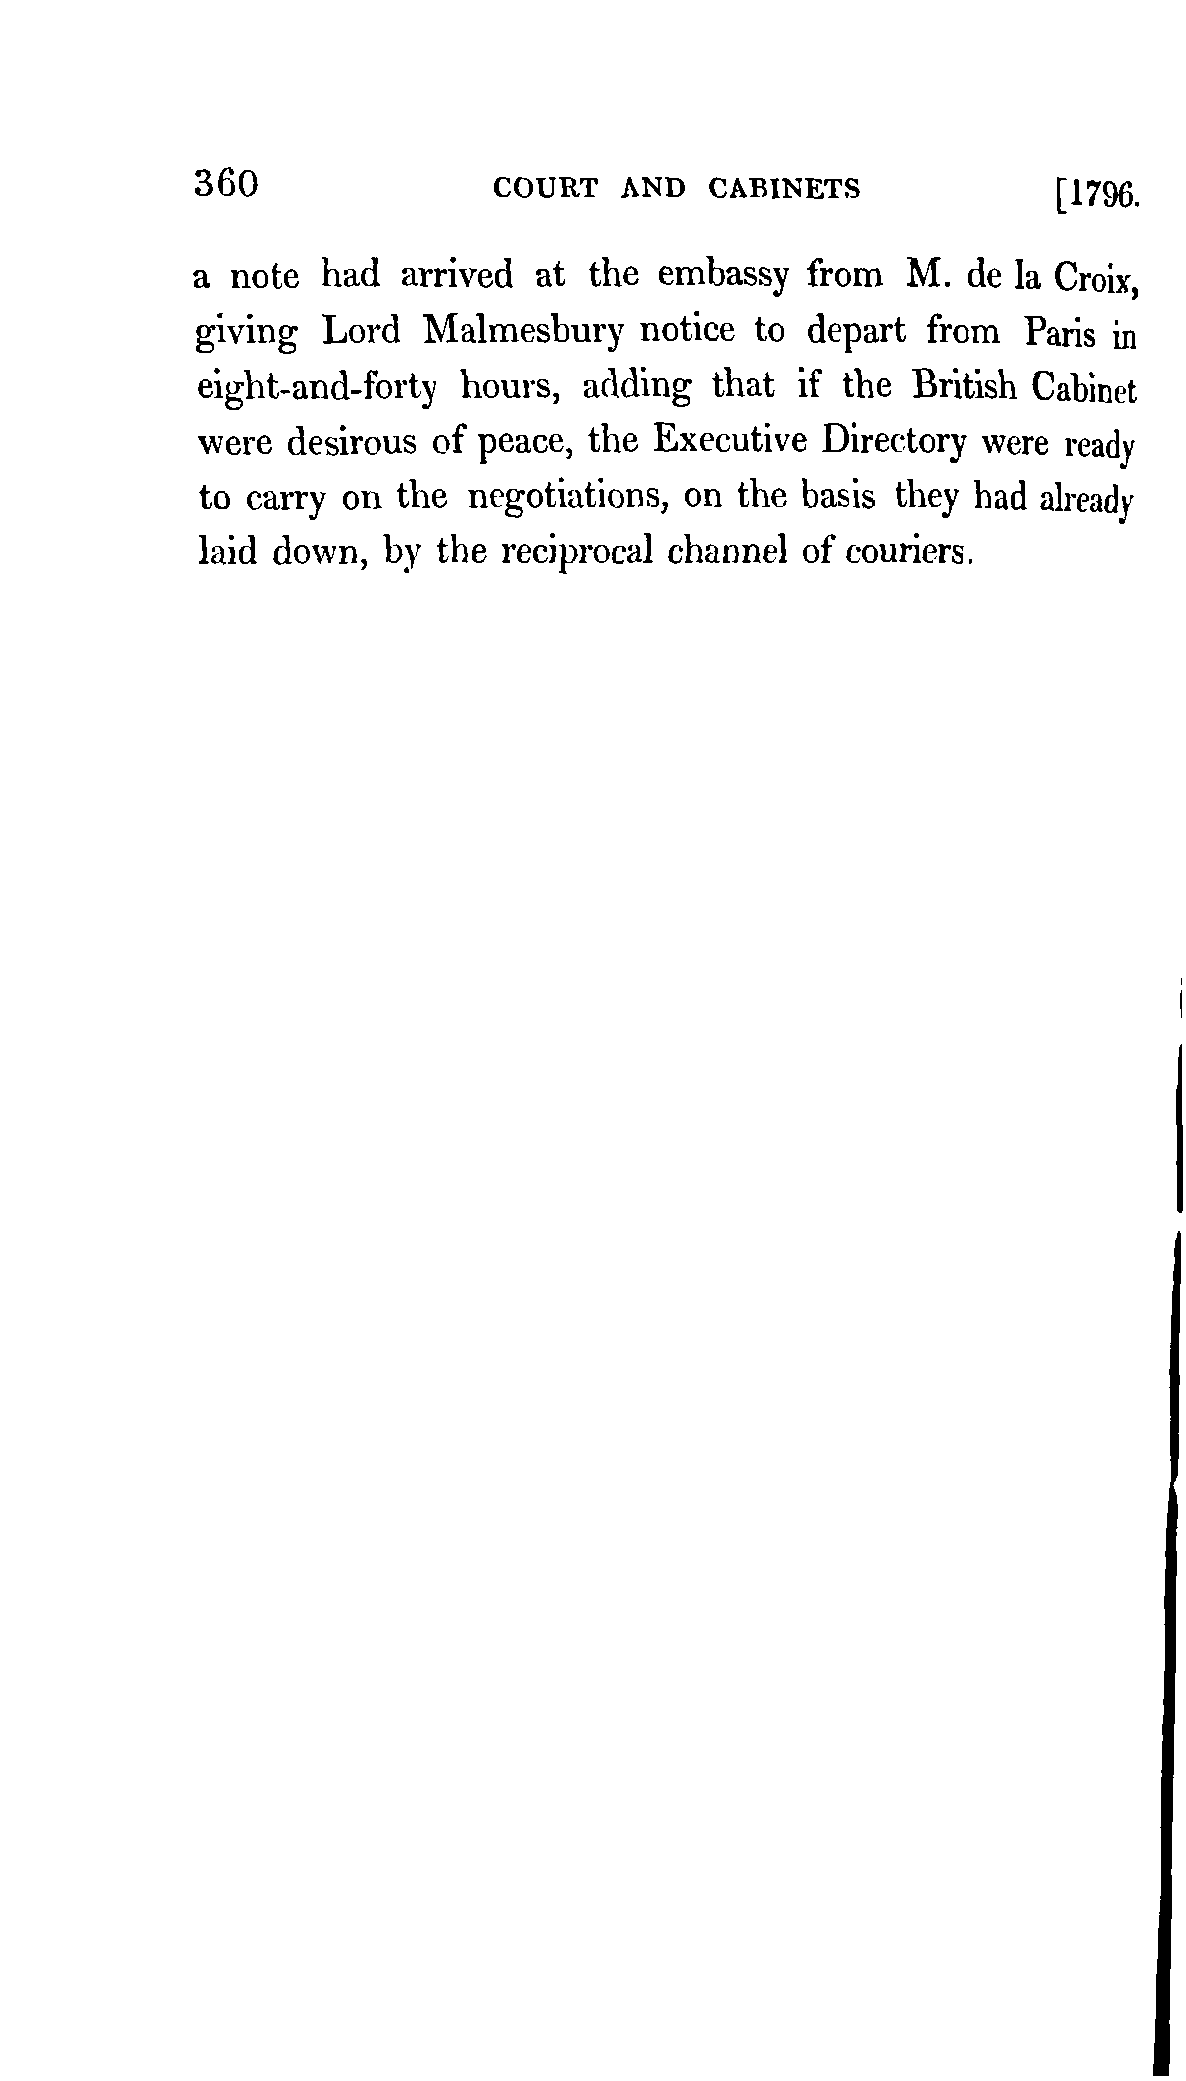 360 COURT AND CABINETS [1796.
a note had arrived at the embassy from M. de la Croix,
giving Lord Malmesbury notice to depart from Paris in
eight-and-forty hours, adding that if the British Cabinet
were desirous of peace, the Executive Directory were ready
to carry on the negotiations, on the basis they had already
laid down, by the reciprocal channel of couriers.